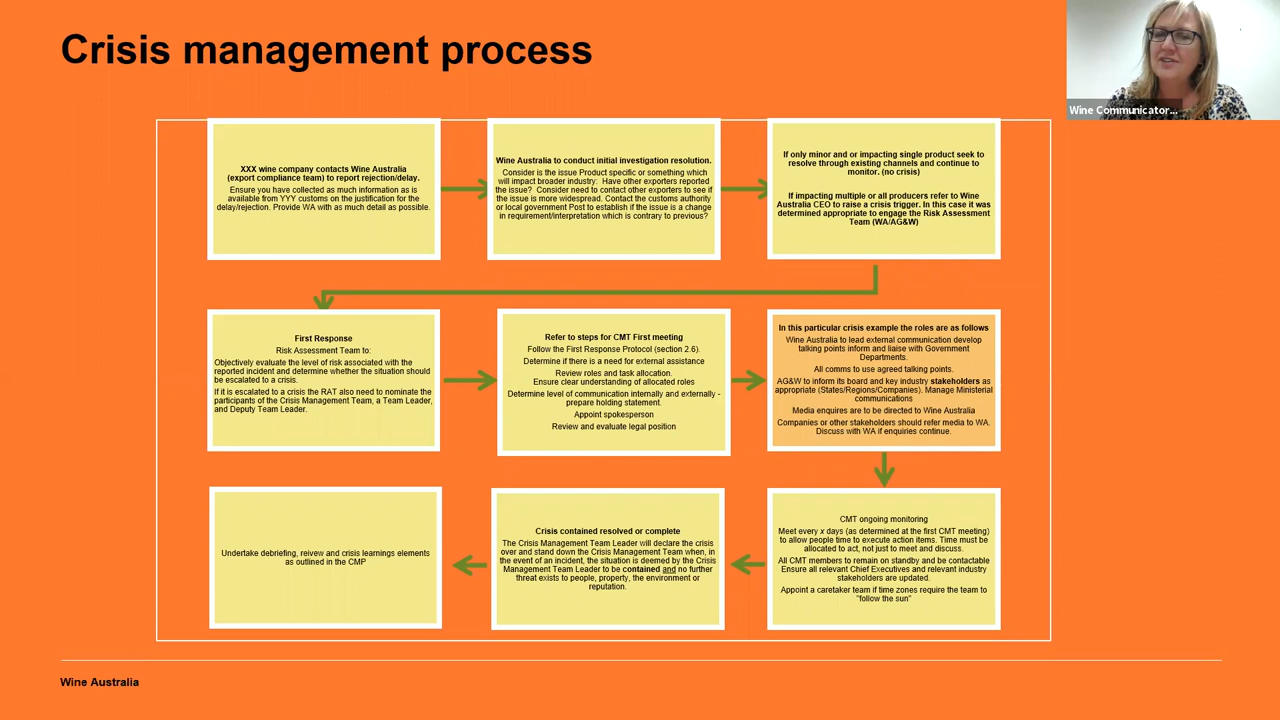 Crisis management process
Wine Communicator...
XXX wine company contacts Wine Australia
(export compliance team) to report rejection/delay.
Ensure you have collected as much information as is
available from YYY customs on the justification for the
delay/rejection. Provide WA with as much detail as possible.
Wine Australia to conduct initial investigation resolution.
Consider is the issue Product specific or something which
will impact broader industry: Have other exporters reported
the issue? Consider need to contact other exporters to see if
the issue is more widespread. Contact the customs authority
or local government Post to establish if the issue is a change
in requirement/interpretation which is contrary to previous?
If only minor and or impacting single product seek to
resolve through existing channels and continue to
monitor. (no crisis)
If impacting multiple or all producers refer to Wine
Australia CEO to raise a crisis trigger. In this case it was
determined appropriate to engage the Risk Assessment
Team (WA/AG&W)
First Response
Risk Assessment Team to:
Objectively evaluate the level of risk associated with the
reported incident and determine whether the situation should
be escalated to a crisis.
If it is escalated to a crisis the RAT also need to nominate the
participants of the Crisis Management Team, a Team Leader,
and Deputy Team Leader.
Refer to steps for CMT First meeting
Follow the First Response Protocol (section 2.6).
Determine if there is a need for external assistance
Review roles and task allocation.
Ensure clear understanding of allocated roles
Determine level of communication internally and externally -
prepare holding statement.
Appoint spokesperson
Review and evaluate legal position
In this particular crisis example the roles are as follows
Wine Australia to lead external communication develop
talking points inform and liaise with Government
Departments.
All comms to use agreed talking points.
AG&W to inform its board and key industry stakeholders as
appropriate (States/Regions/Companies). Manage Ministerial
communications
Media enquires are to be directed to Wine Australia
Companies or other stakeholders should refer media to WA.
Discuss with WA if enquiries continue.
Undertake debriefing, reivew and crisis learnings elements
as outlined in the CMP
Crisis contained resolved or complete
The Crisis Management Team Leader will declare the crisis
over and stand down the Crisis Management Team when, in
the event of an incident, the situation is deemed by the Crisis
Management Team Leader to be contained and no further
threat exists to people, property, the environment or
reputation.
CMT ongoing monitoring
Meet every x days (as determined at the first CMT meeting)
to allow people time to execute action items. Time must be
allocated to act, not just to meet and discuss.
All CMT members to remain on standby and be contactable
Ensure all relevant Chief Executives and relevant industry
stakeholders are updated.
Appoint a caretaker team if time zones require the team to
"follow the sun"
Wine Australia